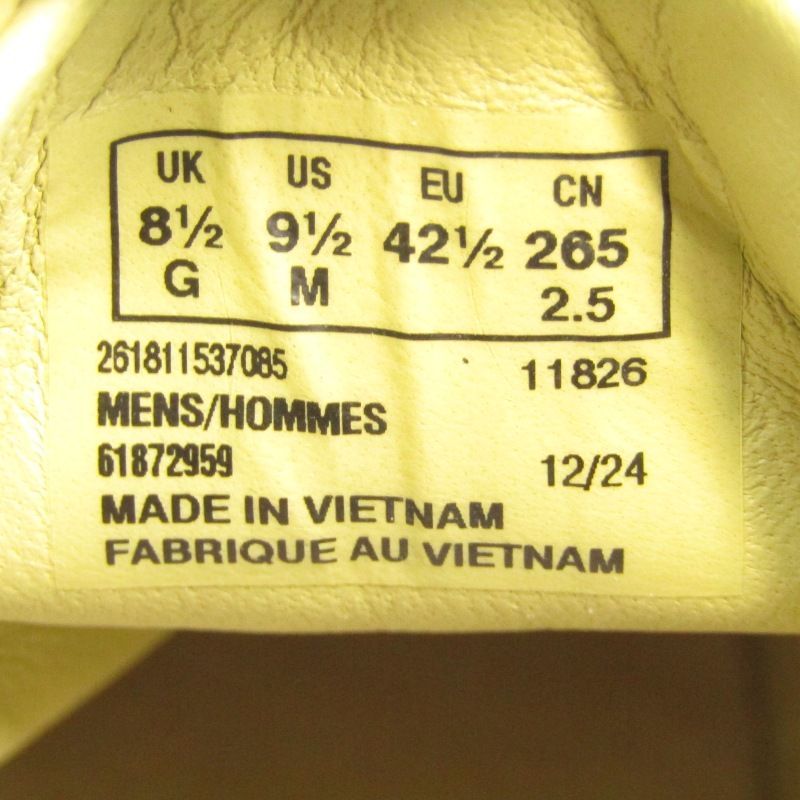 UK US EU CN
8½ 9½ 42½ 265
G M 2.5
261811537085 11826
MENS/HOMMES
61872959 12/24
MADE IN VIETNAM
FABRIQUE AU VIETNAM